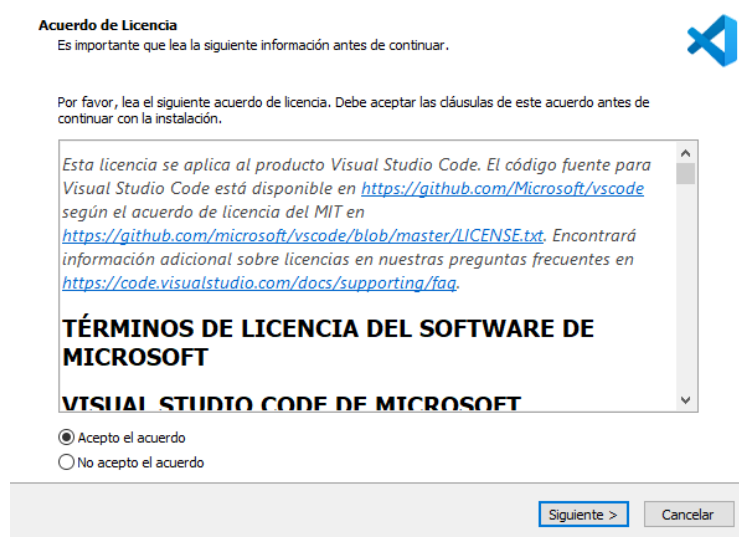 Acuerdo de Licencia
Es importante que lea la siguiente información antes de continuar.
Por favor, lea el siguiente acuerdo de licencia. Debe aceptar las cláusulas de este acuerdo antes de
continuar con la instalación.
Esta licencia se aplica al producto Visual Studio Code. El código fuente para
Visual Studio Code está disponible en https://github.com/Microsoft/vscode
según el acuerdo de licencia del MIT en
https://github.com/microsoft/vscode/blob/master/LICENSE.txt. Encontrará
información adicional sobre licencias en nuestras preguntas frecuentes en
https://code.visualstudio.com/docs/supporting/faq.
TÉRMINOS DE LICENCIA DEL SOFTWARE DE
MICROSOFT
VISUAL STUDIO CODE DE MICROSOFT
Acepto el acuerdo
No acepto el acuerdo
Siguiente >
Cancelar